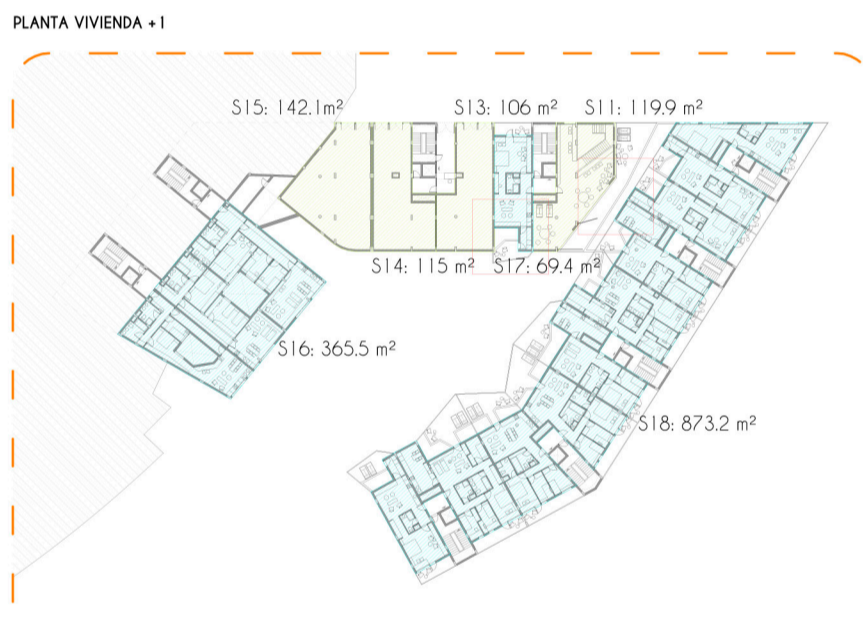 PLANTA VIVIENDA +1
S15: 142.1m²
S13: 106 m²
S11: 119.9 m²
S14: 115 m²
S17: 69.4 m²
S16: 365.5 m²
S18: 873.2 m²